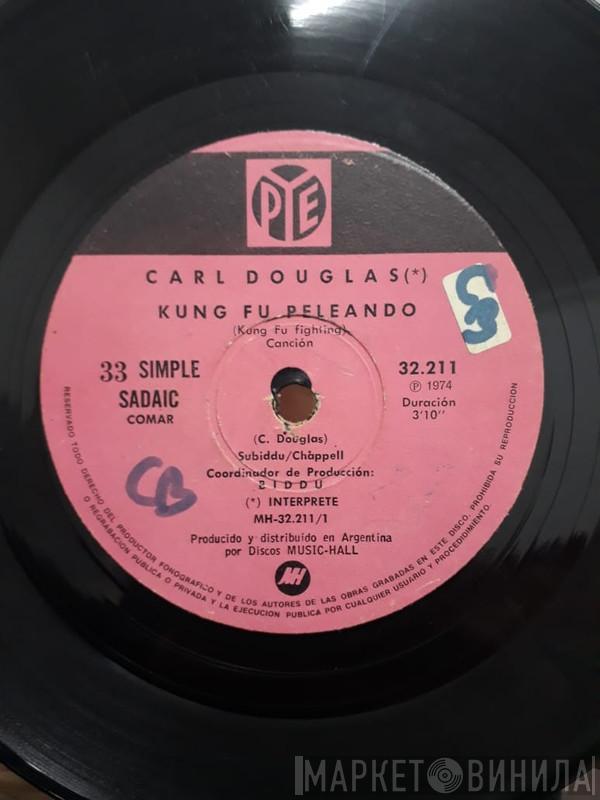 PYE
CARL DOUGLAS(*)
KUNG FU PELEANDO
(Kung Fu fighting)
Canción
33 SIMPLE
SADAIC
COMAR
32.211
℗ 1974
Duración
3'10''
S3
(C. Douglas)
Subiddu/Chappell
Coordinador de Producción:
BIDDU
(*) INTERPRETE
MH-32.211/1
Producido y distribuido en Argentina
por Discos MUSIC-HALL
MH
CB
RESERVADO TODO DERECHO DEL PRODUCTOR FONOGRAFICO Y DE LOS AUTORES DE LAS OBRAS GRABADAS EN ESTE DISCO, PROHIBIDA SU REPRODUCCION
O REGRABACION PUBLICA O PRIVADA Y LA EJECUCION PUBLICA POR CUALQUIER USUARIO Y PROCEDIMIENTO.
МАРКЕТ ВИНИЛА